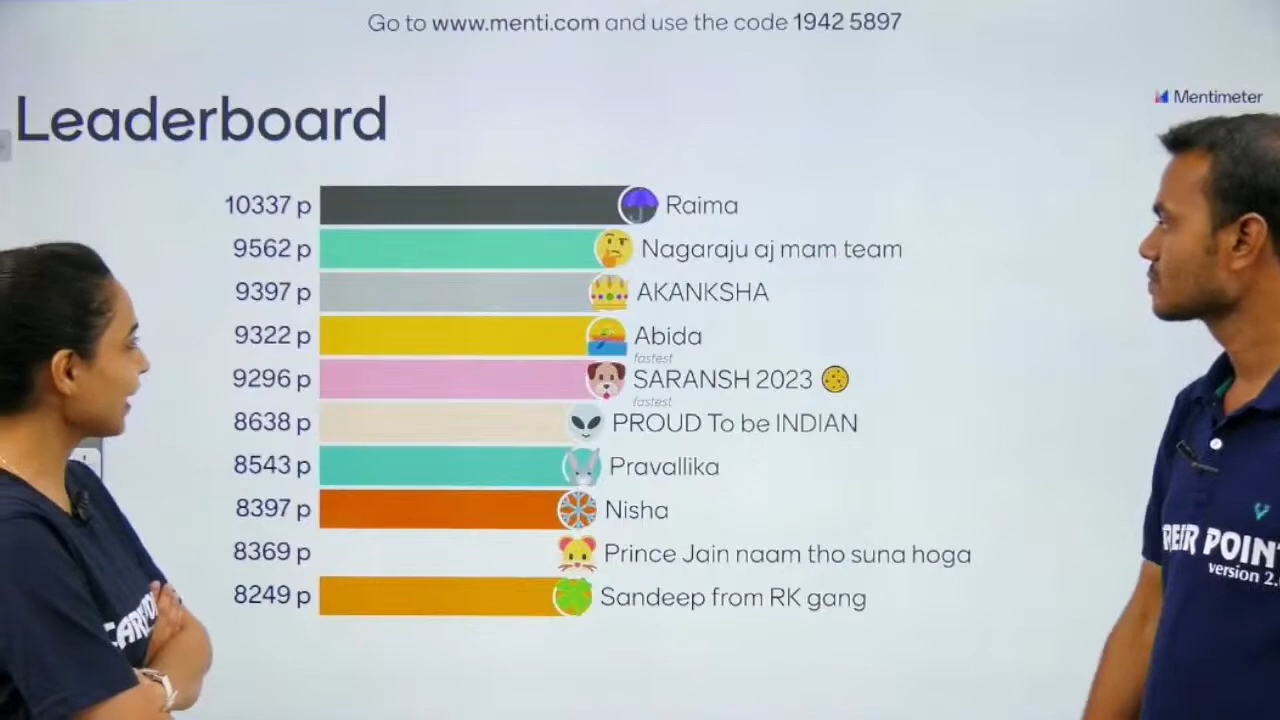 Go to www.menti.com and use the code 1942 5897
Leaderboard
Mentimeter
10337 p Raima
9562 p Nagaraju aj mam team
9397 p AKANKSHA
9322 p Abida
fastest
9296 p SARANSH 2023
fastest
8638 p PROUD To be INDIAN
8543 p Pravallika
8397 p Nisha
8369 p Prince Jain naam tho suna hoga
8249 p Sandeep from RK gang
POINT
version 2.